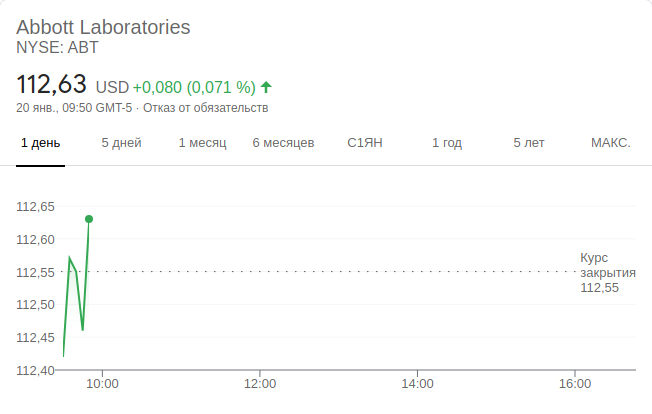 Abbott Laboratories
NYSE: ABT
112,63 USD +0,080 (0,071 %)
20 янв., 09:50 GMT-5 · Отказ от обязательств
1 день 5 дней 1 месяц 6 месяцев С1ЯН 1 год 5 лет МАКС.
112,65
112,60
112,55
112,50
112,45
112,40
Курс
закрытия
112,55
10:00 12:00 14:00 16:00